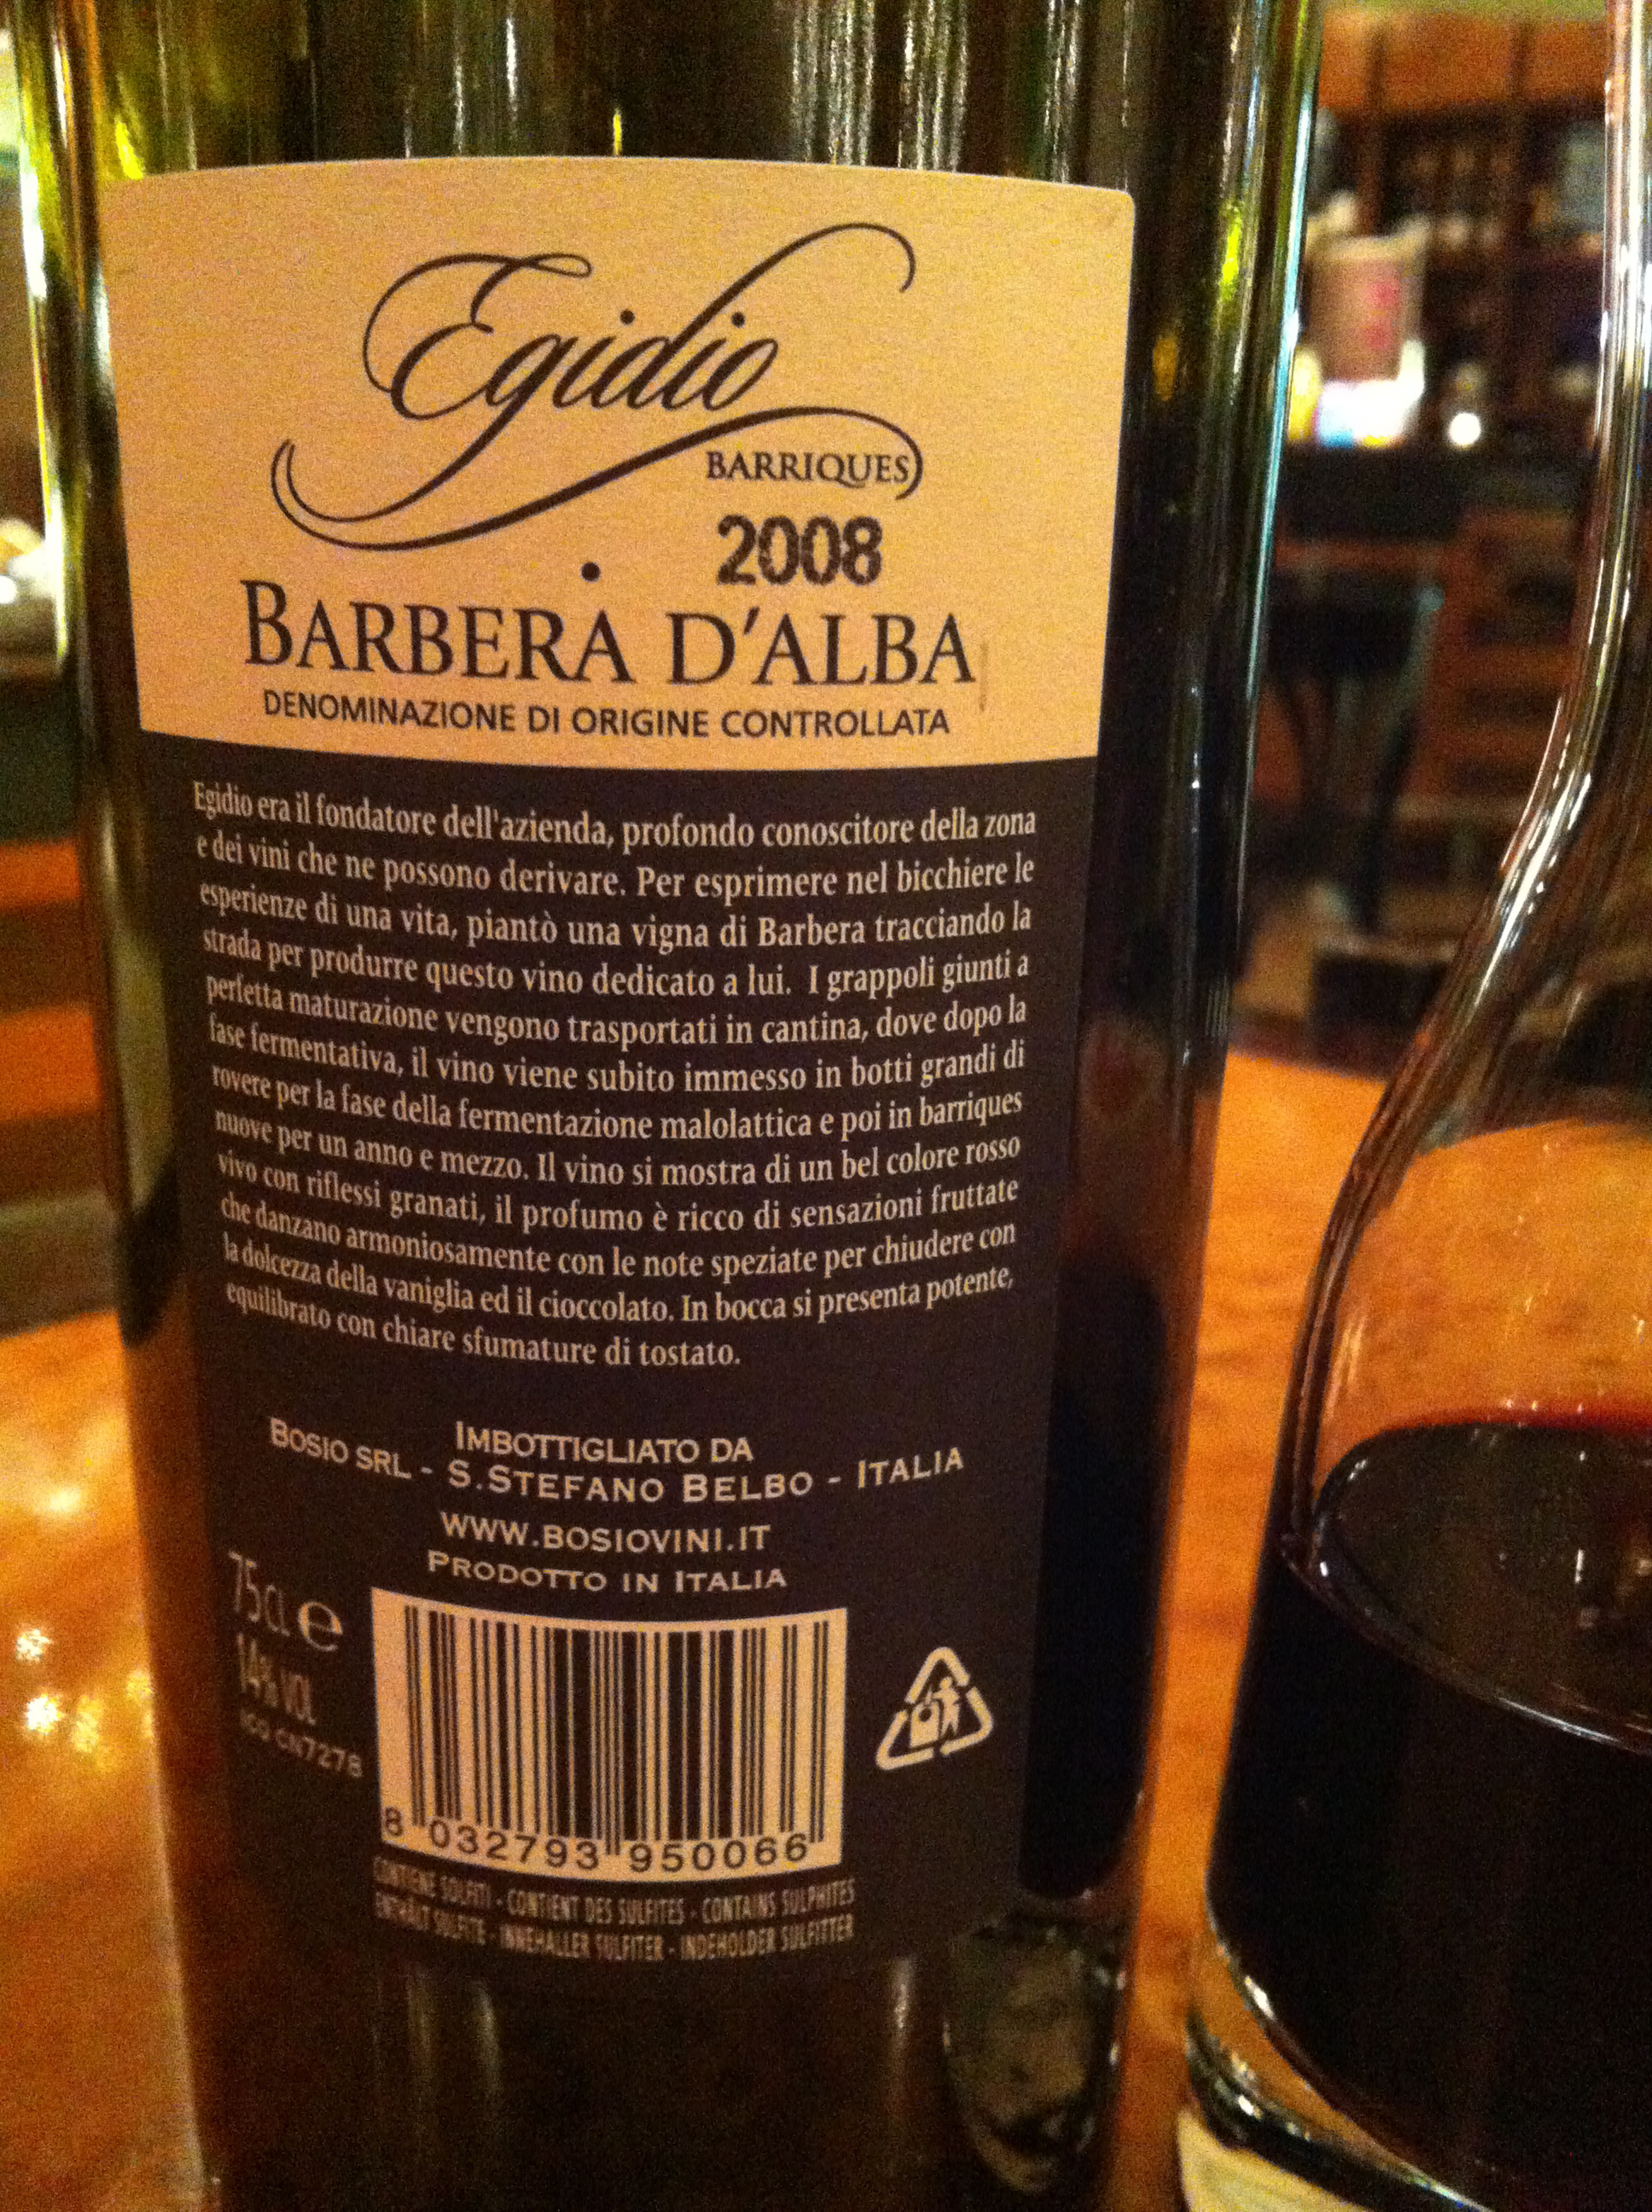 Egidio
BARRIQUES
2008
BARBERA D'ALBA
DENOMINAZIONE DI ORIGINE CONTROLLATA
Egidio era il fondatore dell'azienda, profondo conoscitore della zona
e dei vini che ne possono derivare. Per esprimere nel bicchiere le
esperienze di una vita, piantò una vigna di Barbera tracciando la
strada per produrre questo vino dedicato a lui. I grappoli giunti a
perfetta maturazione vengono trasportati in cantina, dove dopo la
fase fermentativa, il vino viene subito immesso in botti grandi di
rovere per la fase della fermentazione malolattica e poi in barriques
nuove per un anno e mezzo. Il vino si mostra di un bel colore rosso
vivo con riflessi granati, il profumo è ricco di sensazioni fruttate
che danzano armoniosamente con le note speziate per chiudere con
la dolcezza della vaniglia ed il cioccolato. In bocca si presenta potente,
equilibrato con chiare sfumature di tostato.
IMBOTTIGLIATO DA
BOSIO SRL - S.STEFANO BELBO - ITALIA
WWW.BOSIOVINI.IT
PRODOTTO IN ITALIA
75CL e
14% VOL
CN7278
8 032793 950066
CONTIENE SOLFITI - CONTIENT DES SULFITES - CONTAINS SULPHITES
ENTHÄLT SULFITE - INNEHALLER SULFITER - INDEHOLDER SULFITTER